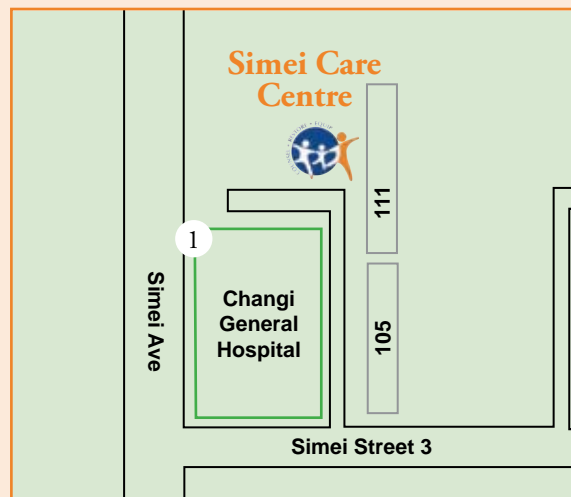 Simei Care
Centre
111
1
Simei Ave
Changi
General
Hospital
105
Simei Street 3